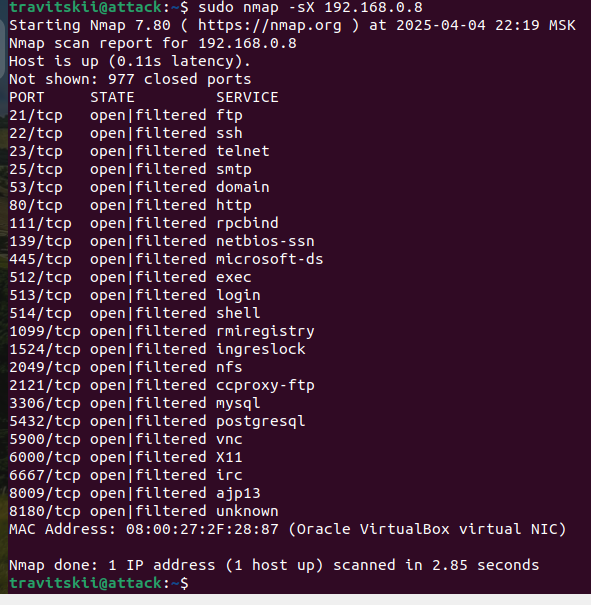 travitskii@attack:~$ sudo nmap -sX 192.168.0.8
Starting Nmap 7.80 ( https://nmap.org ) at 2025-04-04 22:19 MSK
Nmap scan report for 192.168.0.8
Host is up (0.11s latency).
Not shown: 977 closed ports
PORT     STATE         SERVICE
21/tcp   open|filtered ftp
22/tcp   open|filtered ssh
23/tcp   open|filtered telnet
25/tcp   open|filtered smtp
53/tcp   open|filtered domain
80/tcp   open|filtered http
111/tcp  open|filtered rpcbind
139/tcp  open|filtered netbios-ssn
445/tcp  open|filtered microsoft-ds
512/tcp  open|filtered exec
513/tcp  open|filtered login
514/tcp  open|filtered shell
1099/tcp open|filtered rmiregistry
1524/tcp open|filtered ingreslock
2049/tcp open|filtered nfs
2121/tcp open|filtered ccproxy-ftp
3306/tcp open|filtered mysql
5432/tcp open|filtered postgresql
5900/tcp open|filtered vnc
6000/tcp open|filtered X11
6667/tcp open|filtered irc
8009/tcp open|filtered ajp13
8180/tcp open|filtered unknown
MAC Address: 08:00:27:2F:28:87 (Oracle VirtualBox virtual NIC)
Nmap done: 1 IP address (1 host up) scanned in 2.85 seconds
travitskii@attack:~$